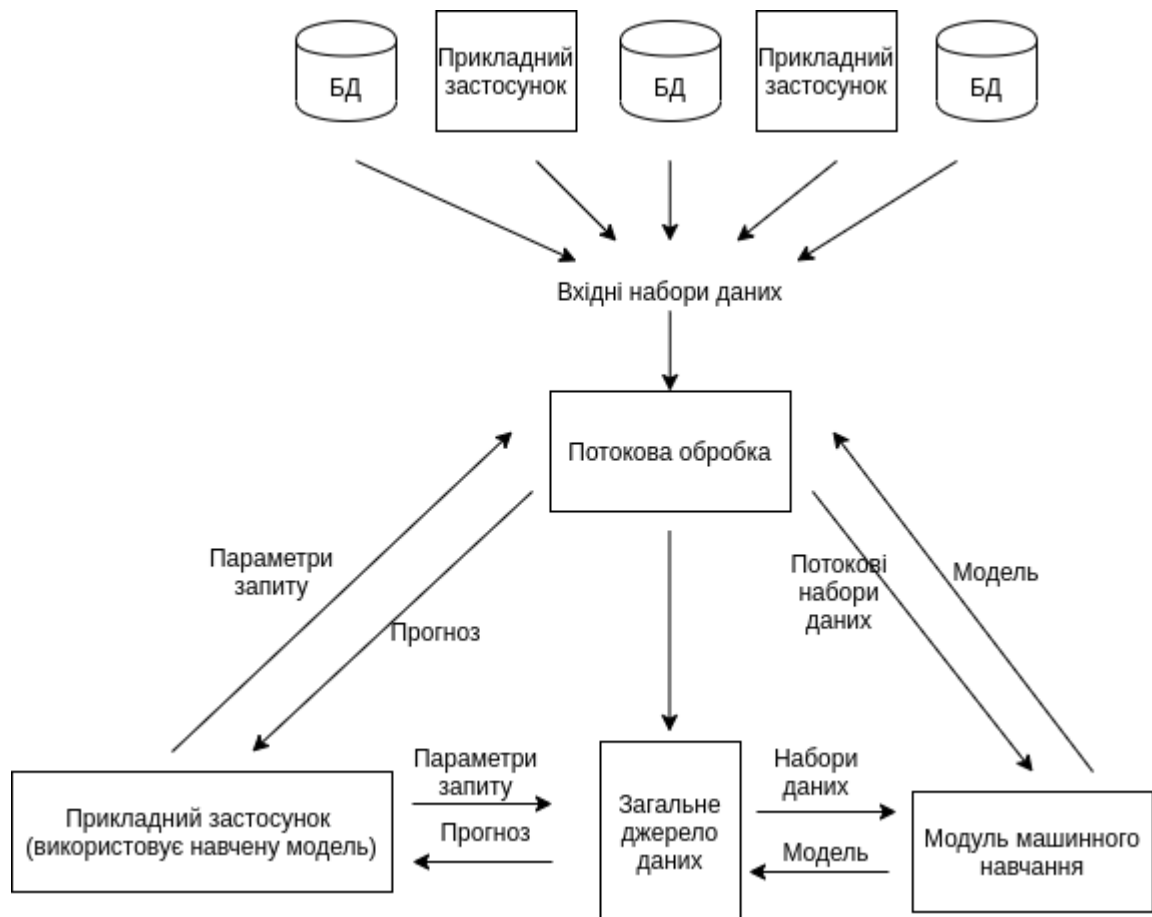 БД
Прикладний
застосунок
БД
Прикладний
застосунок
БД
Вхідні набори даних
Потокова обробка
Параметри
запиту
Прогноз
Потокові
набори
даних
Модель
Прикладний застосунок
(використовує навчену модель)
Параметри
запиту
Прогноз
Загальне
джерело
даних
Набори
даних
Модель
Модуль машинного
навчання